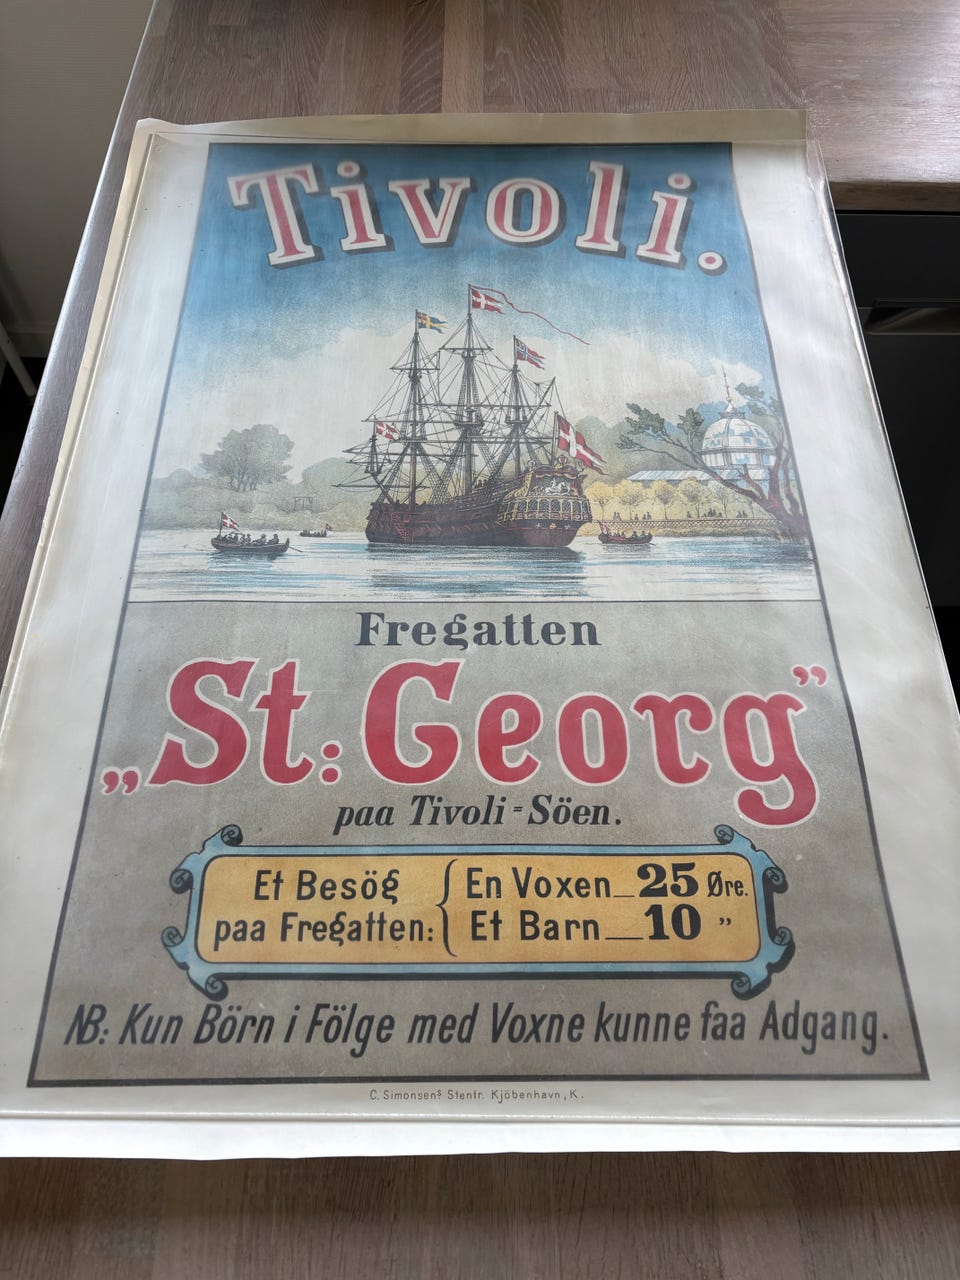 Tivoli.
Fregatten
„St: Georg”
paa Tivoli=Söen.
Et Besög
paa Fregatten:
En Voxen_25 Øre.
Et Barn_10 ”
NB: Kun Börn i Fölge med Voxne kunne faa Adgang.
C. Simonsens Stentr. Kjöbenhavn, K.